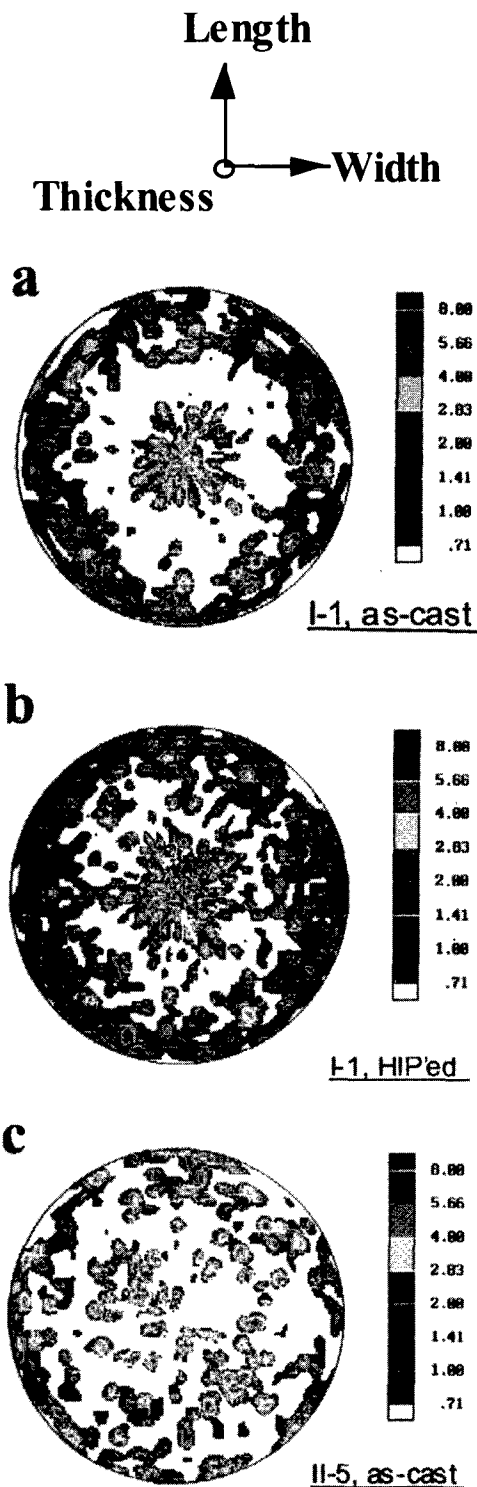 Length
Width
Thickness
a
8.00
5.66
4.00
2.83
2.00
1.41
1.00
.71
I-1, as-cast
b
8.00
5.66
4.00
2.83
2.00
1.41
1.00
.71
I-1, HIP'ed
c
8.00
5.66
4.00
2.83
2.00
1.41
1.00
.71
II-5, as-cast